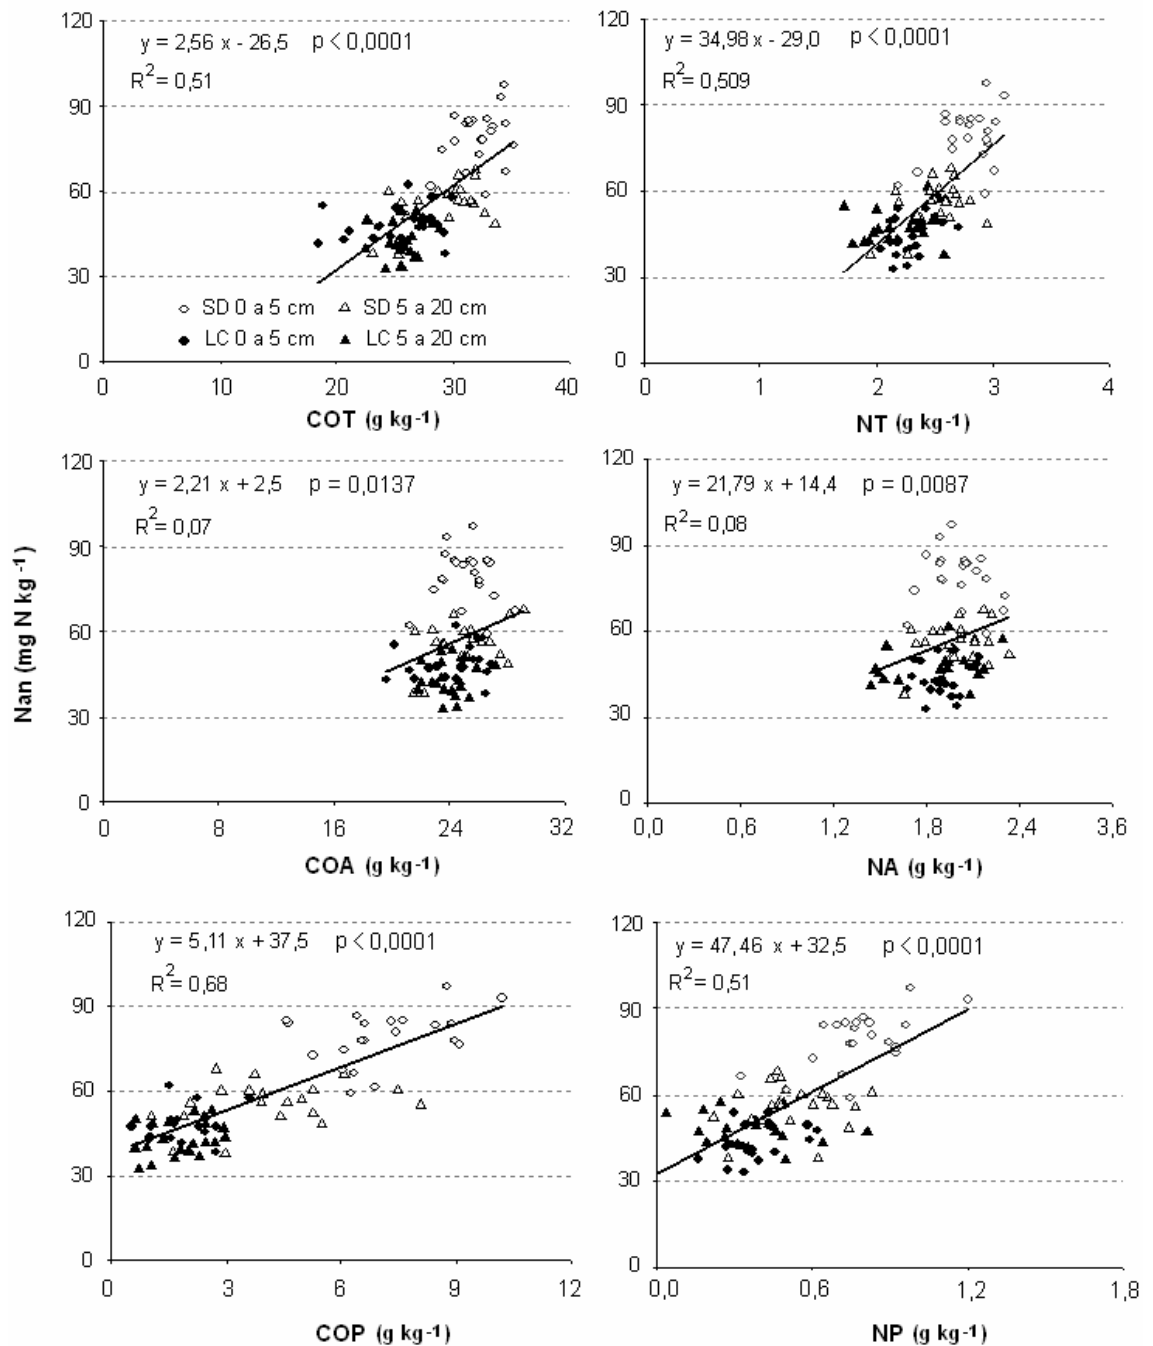 120
90
60
30
0
y = 2,56 x - 26,5 p < 0,0001
R² = 0,51
SD 0 a 5 cm SD 5 a 20 cm
LC 0 a 5 cm LC 5 a 20 cm
0 10 20 30 40
COT (g kg-1)
120
90
60
30
0
y = 34,98 x - 29,0 p < 0,0001
R² = 0,509
0 1 2 3 4
NT (g kg-1)
Nan (mg N kg -1)
120
90
60
30
0
y = 2,21 x + 2,5 p = 0,0137
R² = 0,07
0 8 16 24 32
COA (g kg-1)
120
90
60
30
0
y = 21,79 x + 14,4 p = 0,0087
R² = 0,08
0,0 0,6 1,2 1,8 2,4 3,6
NA (g kg-1)
120
90
60
30
0
y = 5,11 x + 37,5 p < 0,0001
R² = 0,68
0 3 6 9 12
COP (g kg-1)
120
90
60
30
0
y = 47,46 x + 32,5 p < 0,0001
R² = 0,51
0,0 0,6 1,2 1,8
NP (g kg-1)